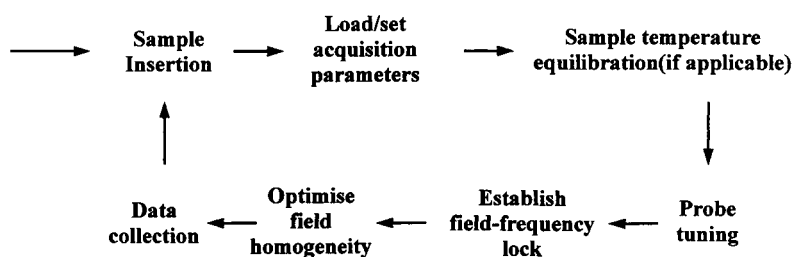 Sample
Insertion
Load/set
acquisition
parameters
Sample temperature
equilibration(if applicable)
Probe
tuning
Establish
field-frequency
lock
Optimise
field
homogeneity
Data
collection